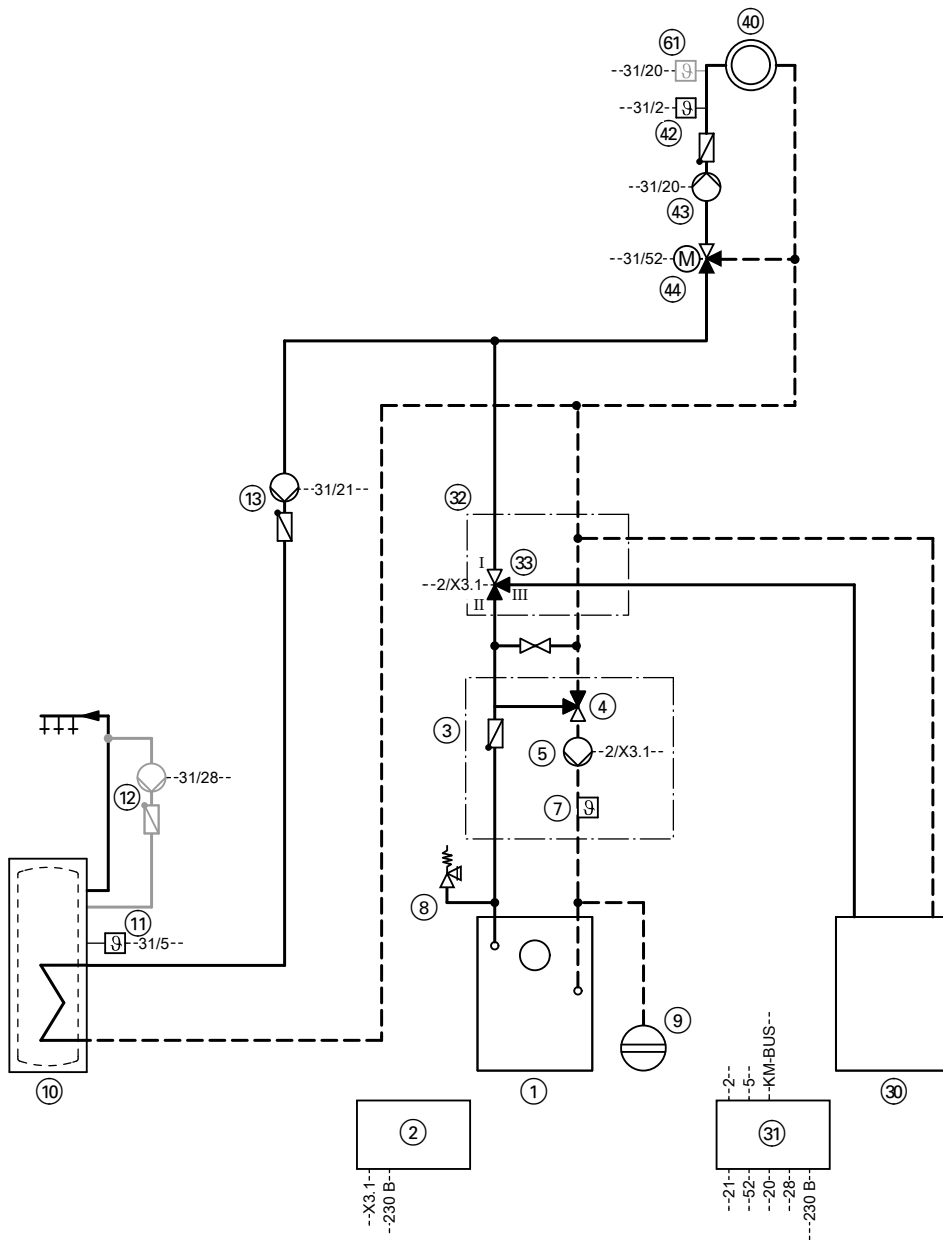 61
40
--31/20--
ϑ
--31/2--
ϑ
42
--31/20--
43
--31/52--
M
44
13
--31/21--
32
I
33
--2/X3.1--
II
III
3
4
5
--2/X3.1--
7
ϑ
12
--31/28--
8
11
ϑ
--31/5--
9
10
1
30
--2--
--5--
--KM-BUS--
2
31
--X3.1--
--230 В--
--21--
--52--
--20--
--28--
--230 В--